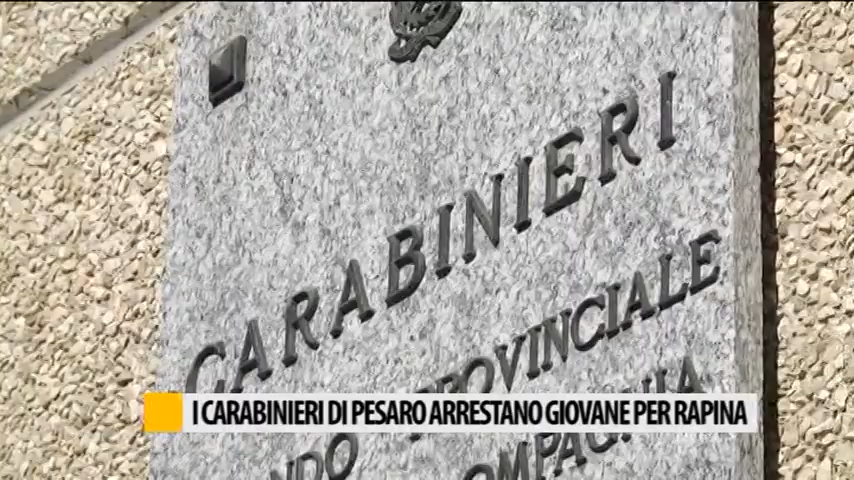 CARABINIERI
PROVINCIALE
I CARABINIERI DI PESARO ARRESTANO GIOVANE PER RAPINA